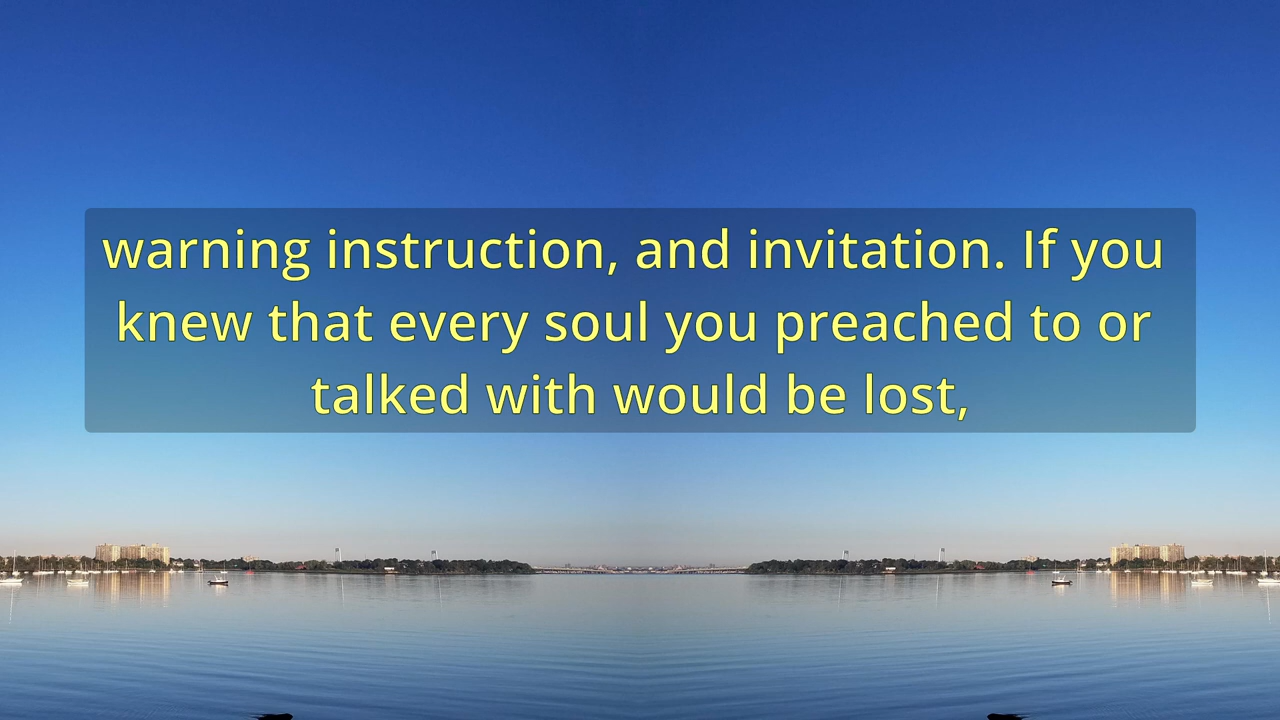 warning instruction, and invitation. If you
knew that every soul you preached to or
talked with would be lost,